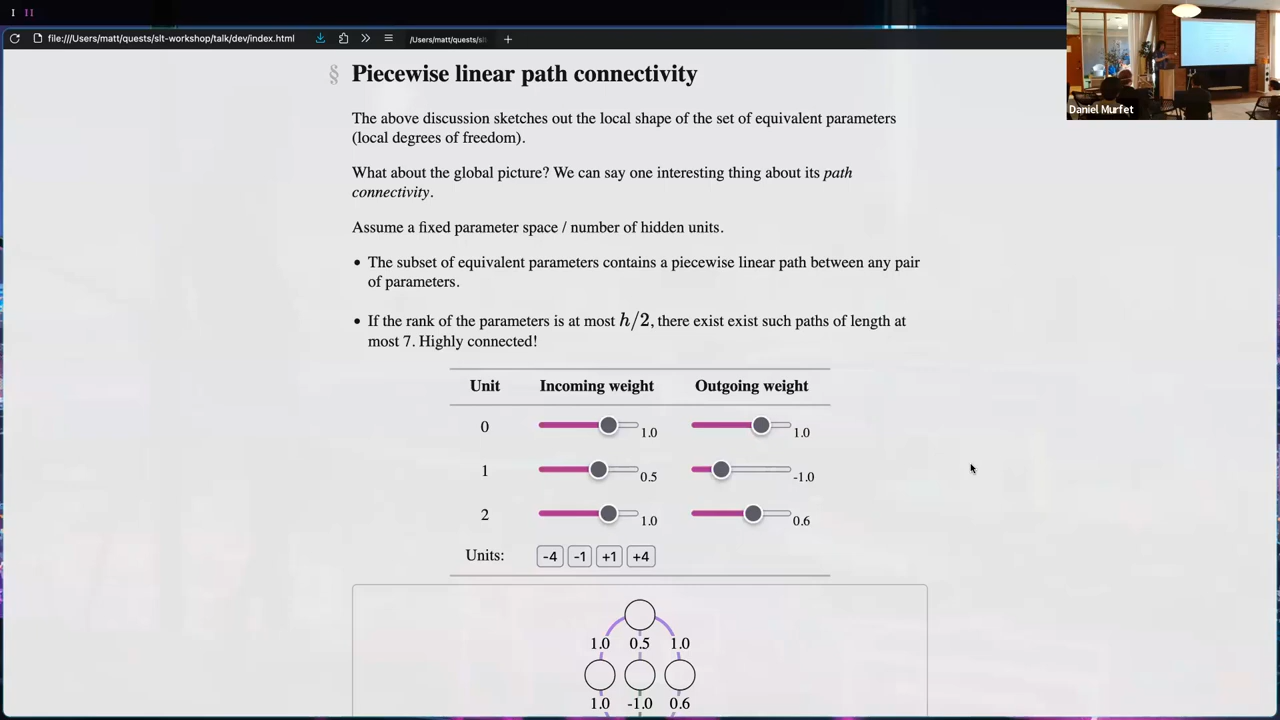 file:///Users/matt/quests/slt-workshop/talk/dev/index.html
/Users/matt/quests/sl
Daniel Murfet
§ Piecewise linear path connectivity
The above discussion sketches out the local shape of the set of equivalent parameters
(local degrees of freedom).
What about the global picture? We can say one interesting thing about its path
connectivity.
Assume a fixed parameter space / number of hidden units.
• The subset of equivalent parameters contains a piecewise linear path between any pair
of parameters.
• If the rank of the parameters is at most h/2, there exist exist such paths of length at
most 7. Highly connected!
Unit Incoming weight Outgoing weight
0 1.0 1.0
1 0.5 -1.0
2 1.0 0.6
Units: -4 -1 +1 +4
1.0 0.5 1.0
1.0 -1.0 0.6